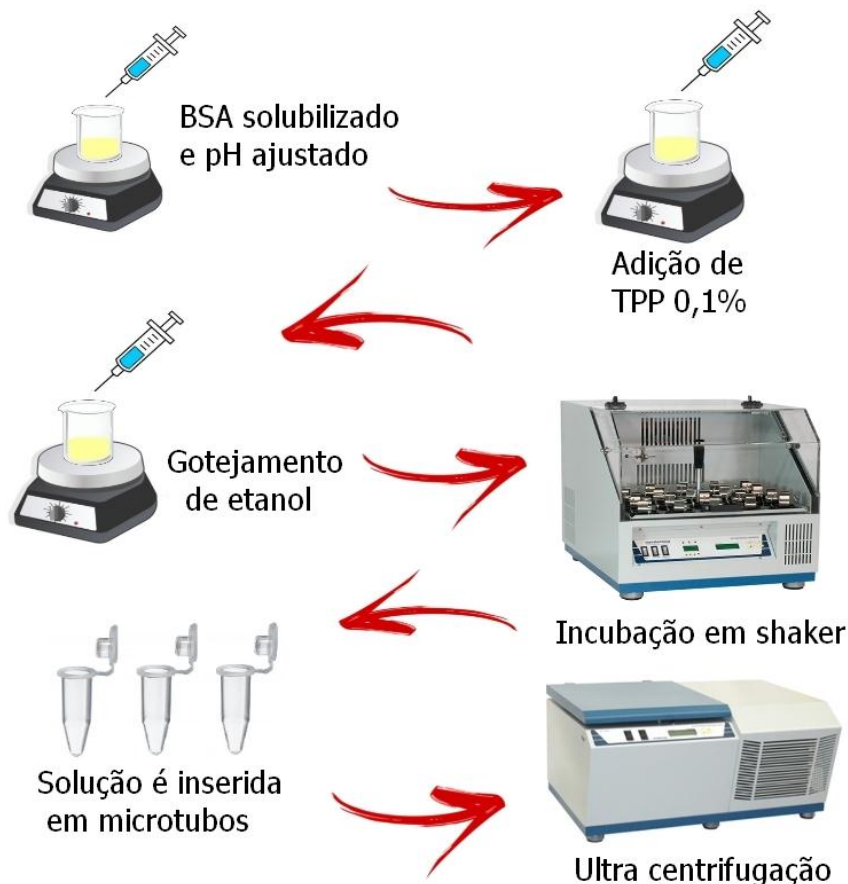 BSA solubilizado
e pH ajustado
Adição de
TPP 0,1%
Gotejamento
de etanol
Incubação em shaker
Solução é inserida
em microtubos
Ultra centrifugação